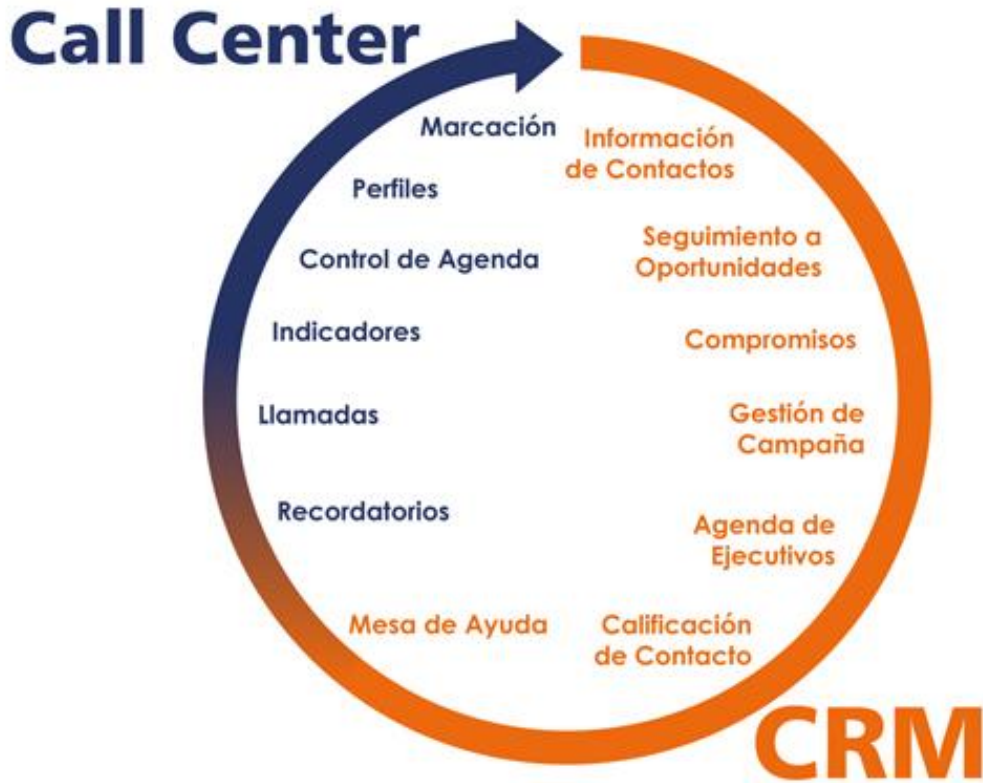 Call Center
Marcación
Perfiles
Control de Agenda
Indicadores
Llamadas
Recordatorios
Mesa de Ayuda
Información
de Contactos
Seguimiento a
Oportunidades
Compromisos
Gestión de
Campaña
Agenda de
Ejecutivos
Calificación
de Contacto
CRM